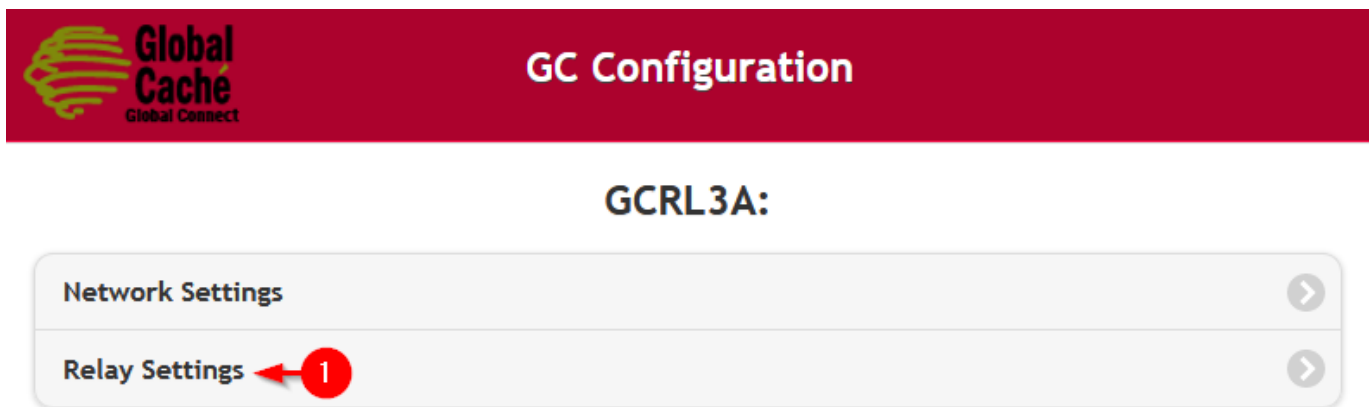 Global
Caché
Global Connect
GC Configuration
GCRL3A:
Network Settings
Relay Settings 1